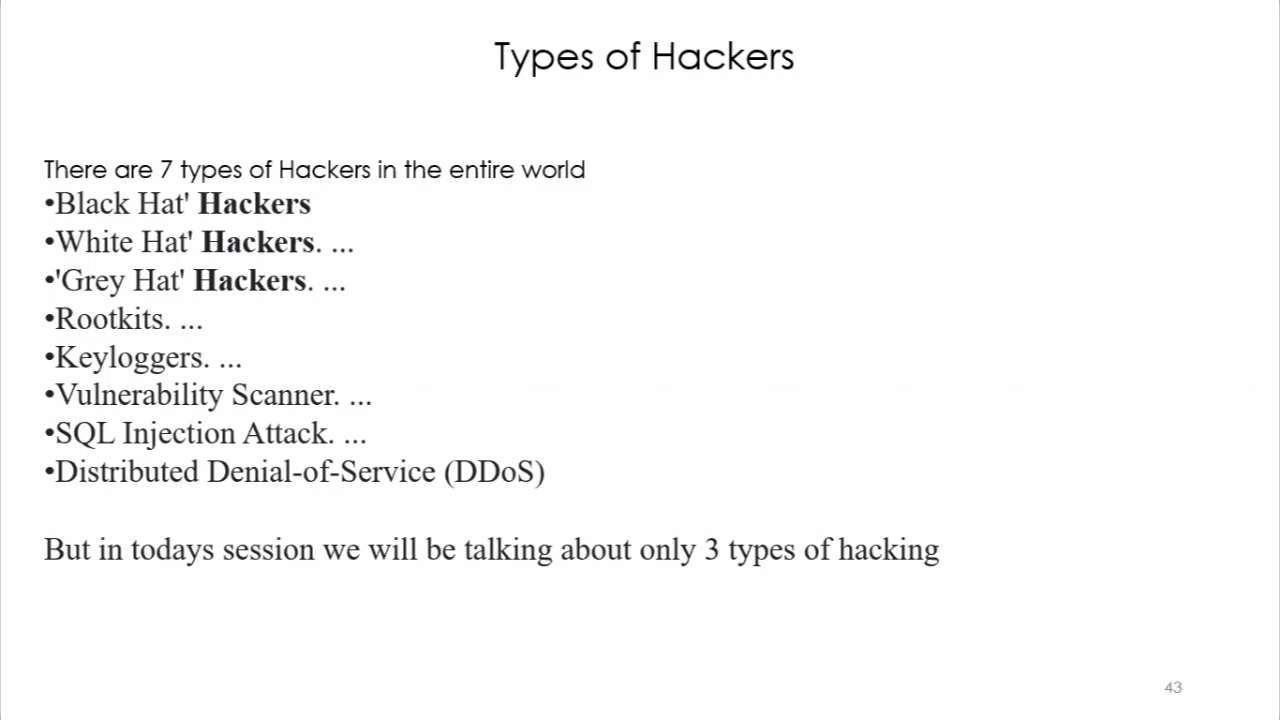 Types of Hackers
There are 7 types of Hackers in the entire world
•Black Hat' Hackers
•White Hat' Hackers. ...
•'Grey Hat' Hackers. ...
•Rootkits. ...
•Keyloggers. ...
•Vulnerability Scanner. ...
•SQL Injection Attack. ...
•Distributed Denial-of-Service (DDoS)
But in todays session we will be talking about only 3 types of hacking
43